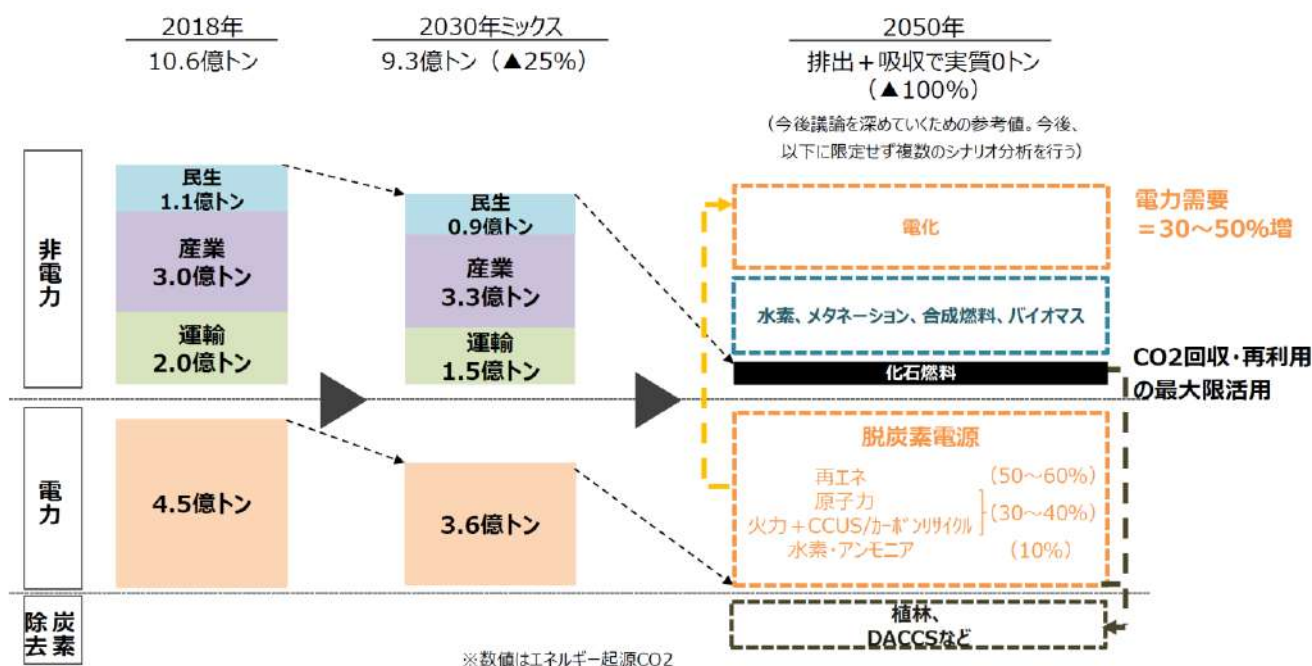 2018年
10.6億トン
2030年ミックス
9.3億トン（▲25%）
2050年
排出＋吸収で実質0トン
（▲100%）
（今後議論を深めていくための参考値。今後、
以下に限定せず複数のシナリオ分析を行う）
非電力
民生
1.1億トン
産業
3.0億トン
運輸
2.0億トン
民生
0.9億トン
産業
3.3億トン
運輸
1.5億トン
電化
電力需要
＝30～50%増
水素、メタネーション、合成燃料、バイオマス
化石燃料
CO2回収・再利用
の最大限活用
電力
4.5億トン
3.6億トン
脱炭素電源
再エネ （50～60%）
原子力
火力＋CCUS/カーボンリサイクル （30～40%）
水素・アンモニア （10%）
炭素
除去
植林、
DACCSなど
※数値はエネルギー起源CO2